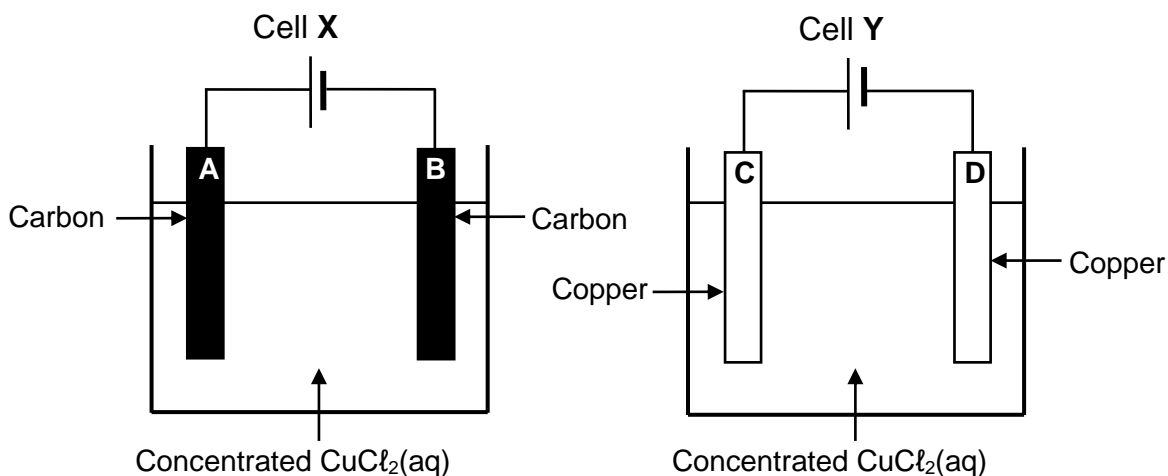 Cell X
Cell Y
A
B
C
D
Carbon
Carbon
Copper
Copper
Concentrated CuCℓ₂(aq)
Concentrated CuCℓ₂(aq)